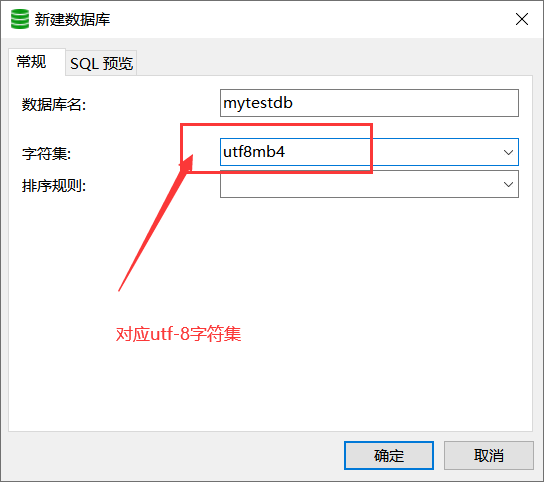 新建数据库
常规
SQL 预览
数据库名:
mytestdb
字符集:
utf8mb4
排序规则:
对应utf-8字符集
确定
取消